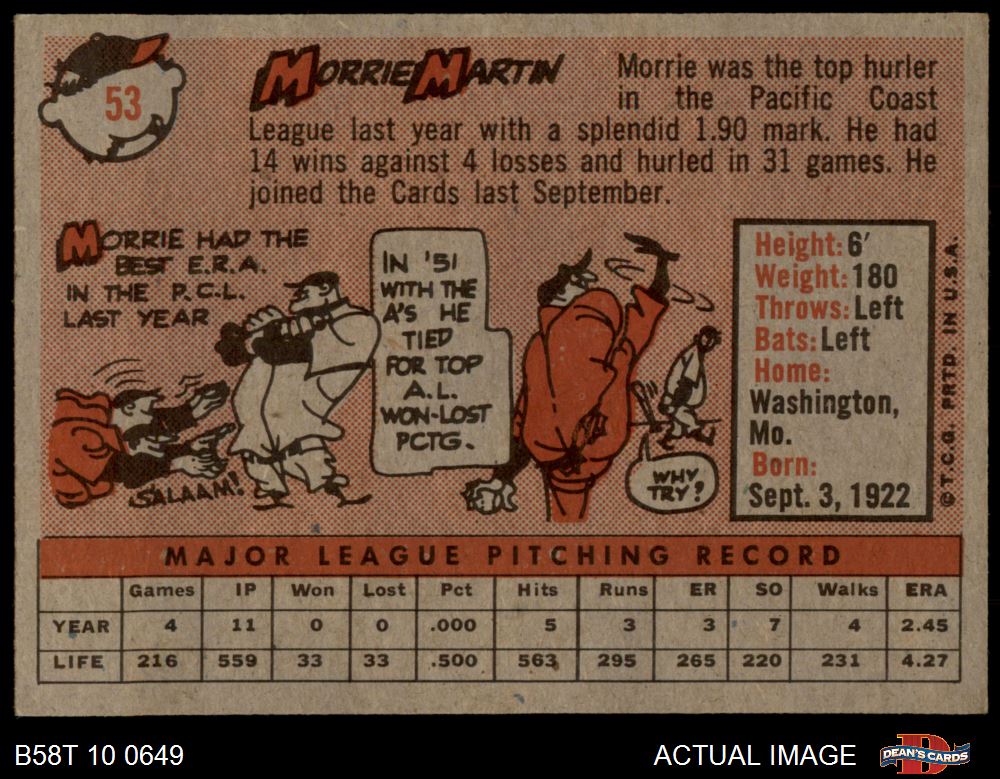 53
MORRIE MARTIN
Morrie was the top hurler
in the Pacific Coast
League last year with a splendid 1.90 mark. He had
14 wins against 4 losses and hurled in 31 games. He
joined the Cards last September.
MORRIE HAD THE
BEST E.R.A.
IN THE P.C.L.
LAST YEAR
SALAAM!
IN '51
WITH THE
A'S HE
TIED
FOR TOP
A.L.
WON-LOST
PCTG.
WHY
TRY?
Height: 6'
Weight: 180
Throws: Left
Bats: Left
Home:
Washington,
Mo.
Born:
Sept. 3, 1922
©T.C.G. PRTD. IN U.S.A.
MAJOR LEAGUE PITCHING RECORD
Games IP Won Lost Pct Hits Runs ER SO Walks ERA
YEAR 4 11 0 0 .000 5 3 3 7 4 2.45
LIFE 216 559 33 33 .500 563 295 265 220 231 4.27
B58T 10 0649
ACTUAL IMAGE
DEAN'S CARDS